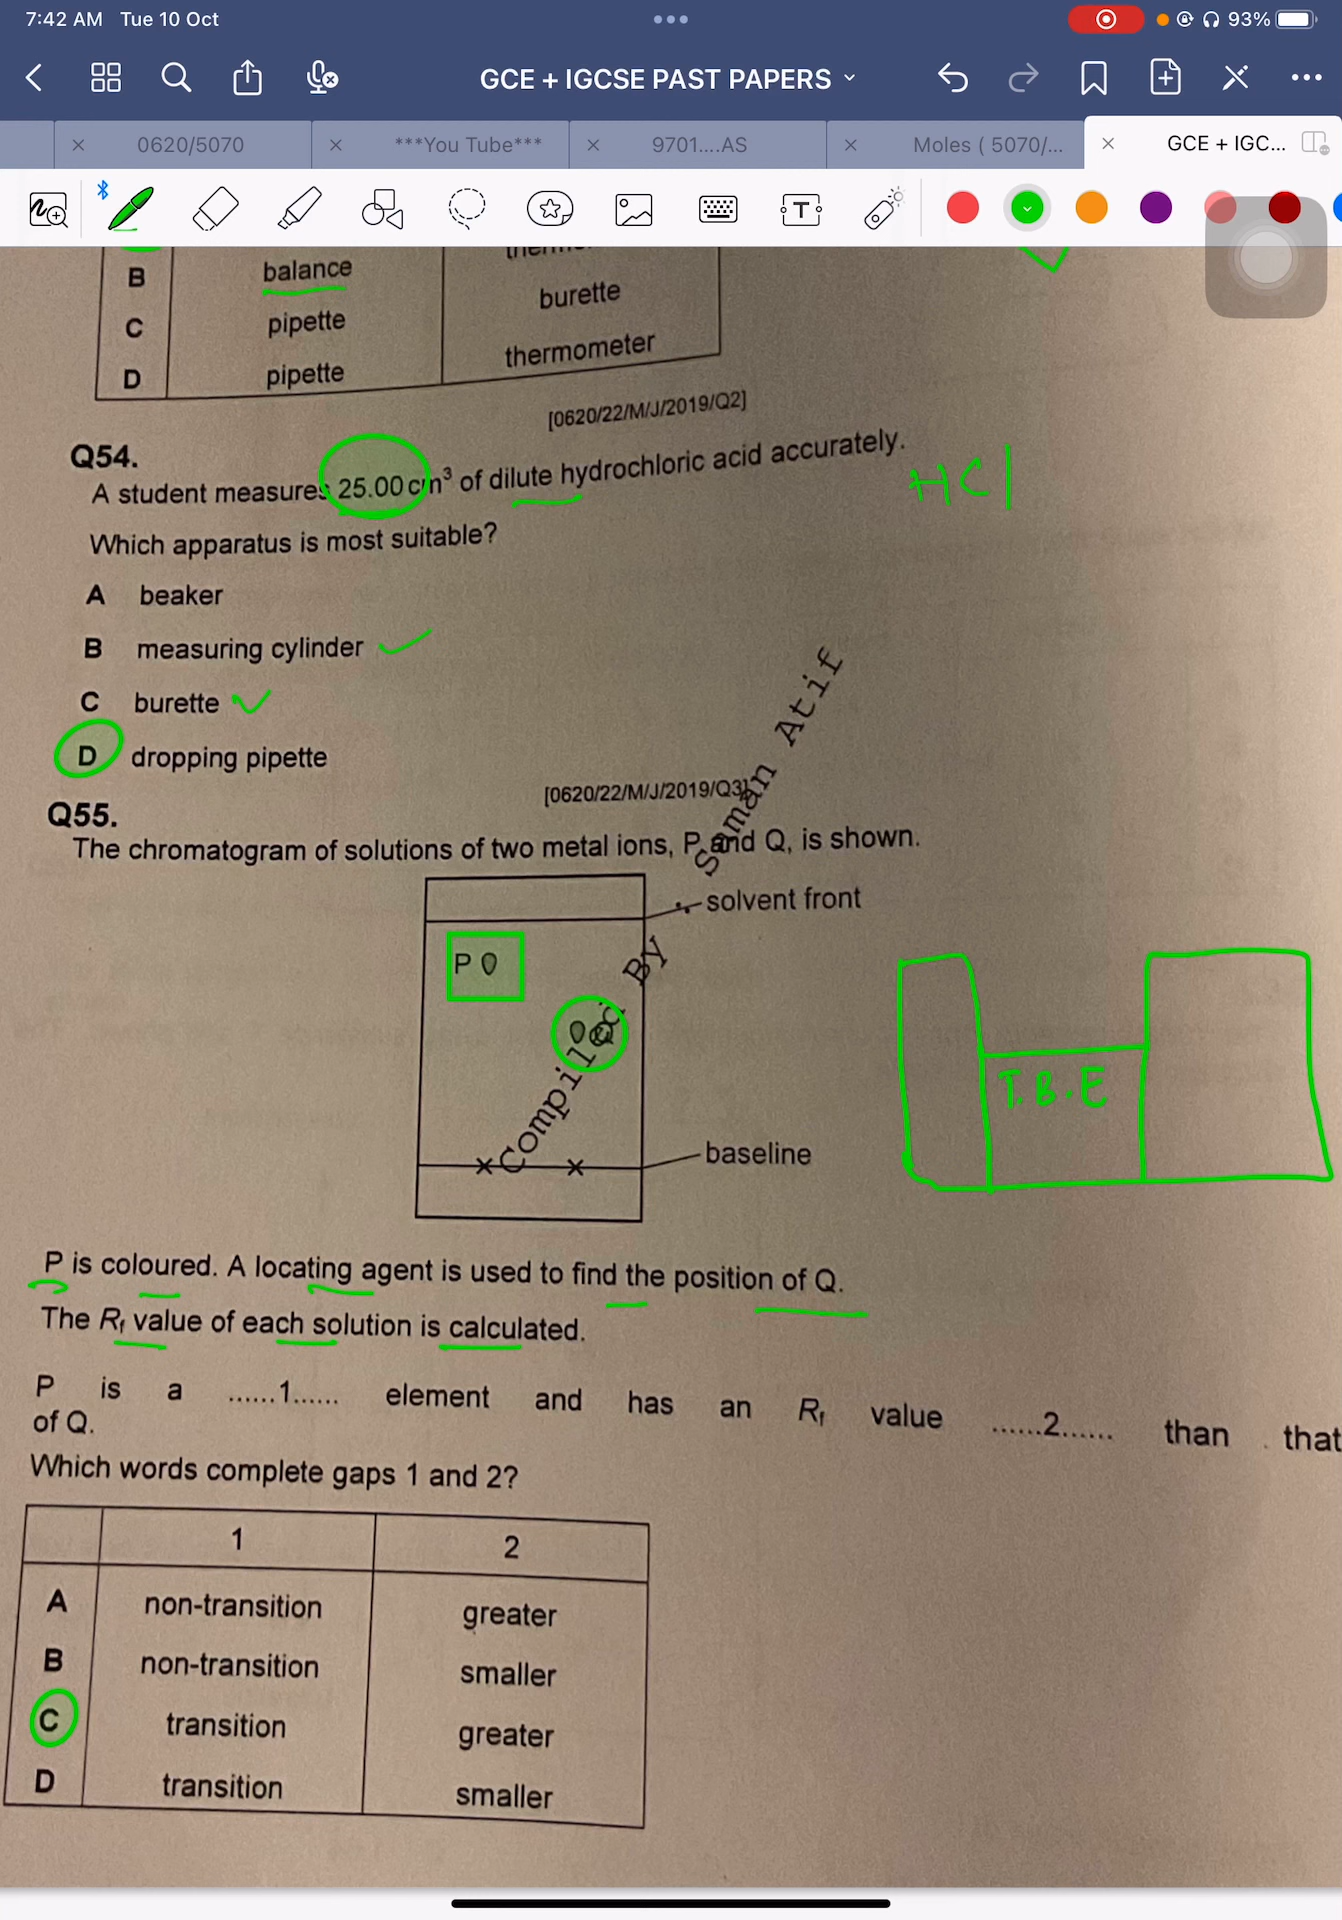 7:42 AM Tue 10 Oct
93%
GCE + IGCSE PAST PAPERS
0620/5070
***You Tube***
9701....AS
Moles ( 5070/...
GCE + IGC...
T
B balance
C pipette burette
D pipette thermometer
[0620/22/M/J/2019/Q2]
Q54.
A student measures 25.00 cm³ of dilute hydrochloric acid accurately.
HCl
Which apparatus is most suitable?
A beaker
B measuring cylinder
C burette
D dropping pipette
[0620/22/M/J/2019/Q3]
Q55.
The chromatogram of solutions of two metal ions, P and Q, is shown.
solvent front
P
Q
T.B.E
baseline
Compiled By Saman Atif
P is coloured. A locating agent is used to find the position of Q.
The Rf value of each solution is calculated.
P is a ......1...... element and has an Rf value ......2...... than that
of Q.
Which words complete gaps 1 and 2?
1 2
A non-transition greater
B non-transition smaller
C transition greater
D transition smaller